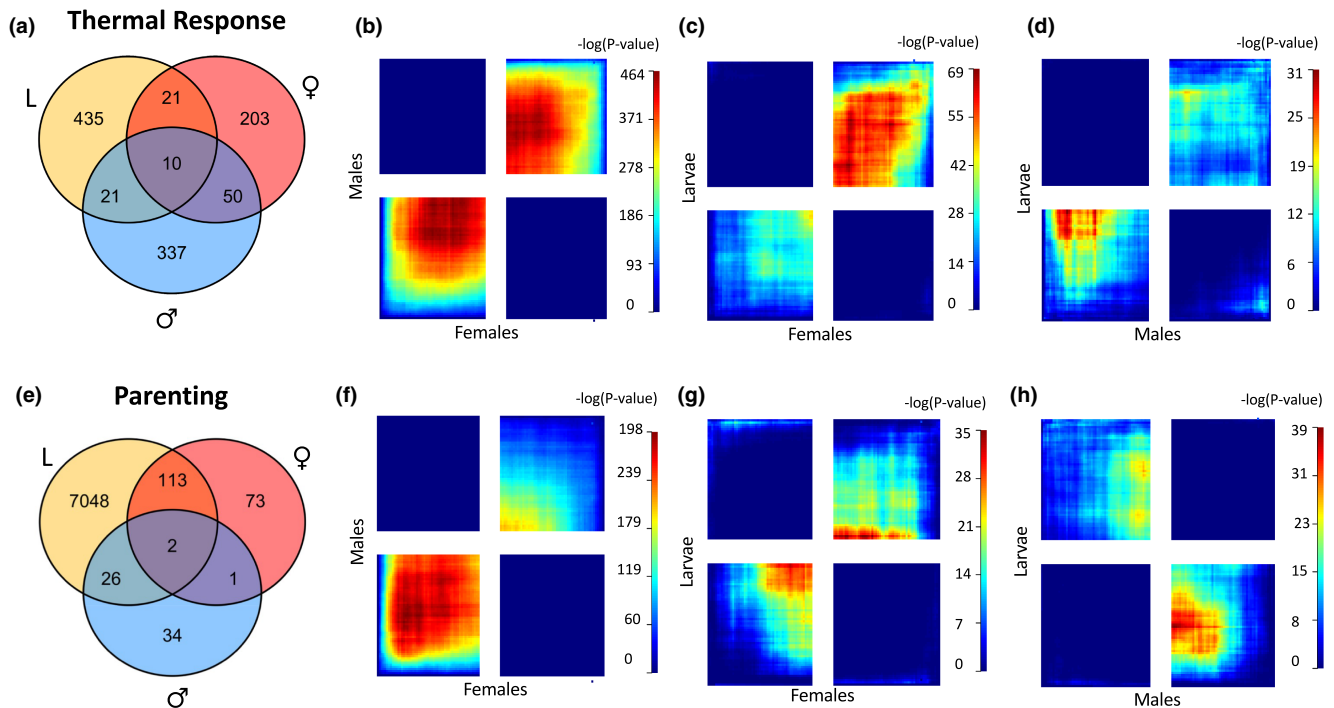 Thermal Response
(a)
L
♀
435
21
203
10
21
50
337
♂
(b)
-log(P-value)
464
371
278
186
93
0
Males
Females
(c)
-log(P-value)
69
55
42
28
14
0
Larvae
Females
(d)
-log(P-value)
31
25
19
12
6
0
Larvae
Males
Parenting
(e)
L
♀
7048
113
73
2
26
1
34
♂
(f)
-log(P-value)
198
239
179
119
60
0
Males
Females
(g)
-log(P-value)
35
28
21
14
7
0
Larvae
Females
(h)
-log(P-value)
39
31
23
15
8
0
Larvae
Males